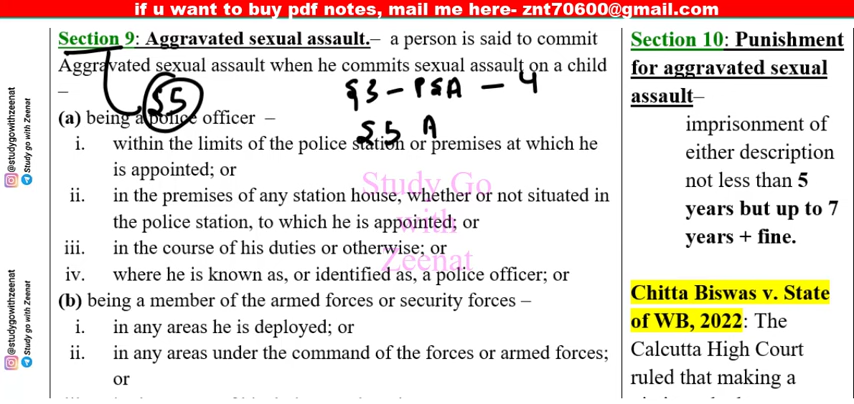 if u want to buy pdf notes, mail me here- znt70600@gmail.com
Section 9: Aggravated sexual assault.– a person is said to commit
Aggravated sexual assault when he commits sexual assault on a child
–
(a) being a police officer –
i. within the limits of the police station or premises at which he
is appointed; or
ii. in the premises of any station house, whether or not situated in
the police station, to which he is appointed; or
iii. in the course of his duties or otherwise; or
iv. where he is known as, or identified as, a police officer; or
(b) being a member of the armed forces or security forces –
i. in any areas he is deployed; or
ii. in any areas under the command of the forces or armed forces;
or
§5
§3 – PSA – 4
§5 A
Study Go
with
Zeenat
Section 10: Punishment
for aggravated sexual
assault–
imprisonment of
either description
not less than 5
years but up to 7
years + fine.
Chitta Biswas v. State
of WB, 2022: The
Calcutta High Court
ruled that making a
@studygowithzeenat
Study go with Zeenat
@studygowithzeenat
Study go with Zeenat